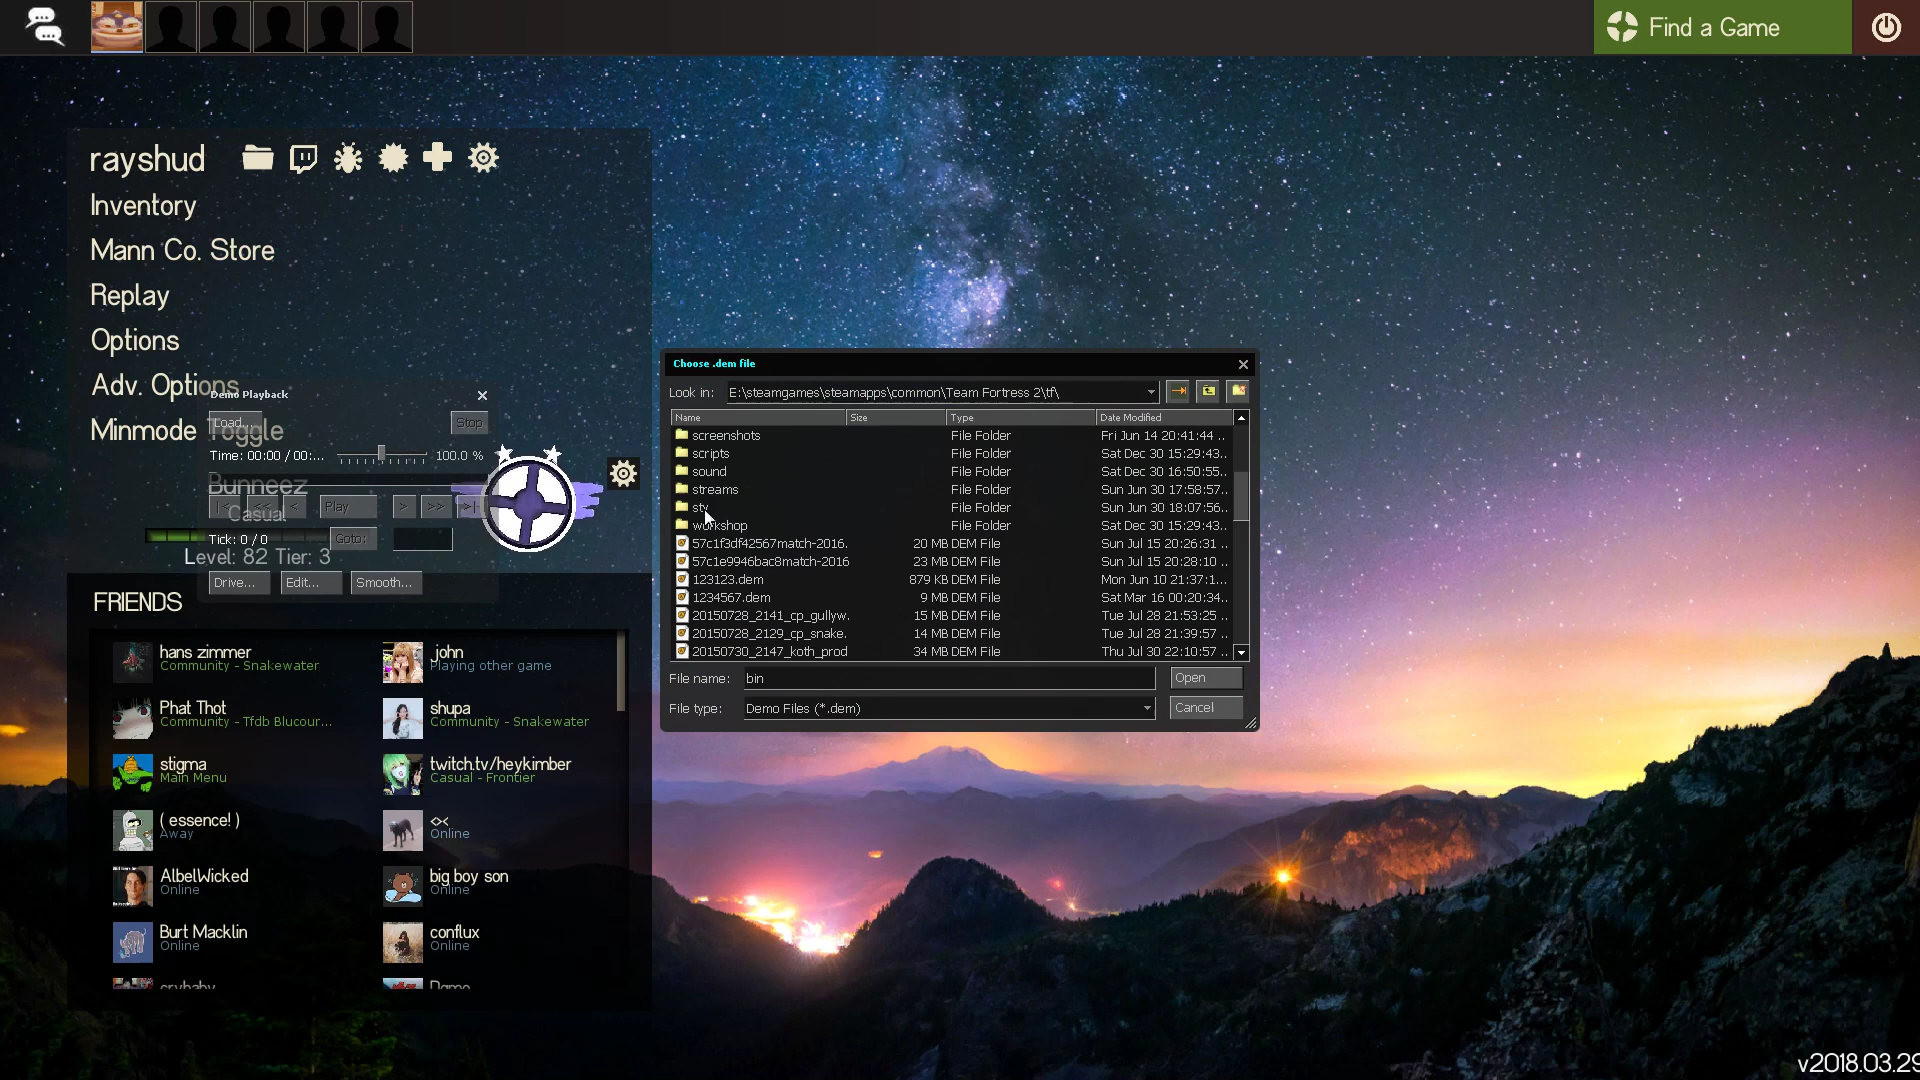 Find a Game
rayshud
Inventory
Mann Co. Store
Replay
Options
Adv. Options
Minmode Toggle
Demo Playback
Load...
Stop
Time: 00:00 / 00:...
100.0 %
Bunneez
|<
<<
<
Play
>
>>
>|
Casual
Tick: 0 / 0
Goto:
Level: 82 Tier: 3
Drive...
Edit...
Smooth...
FRIENDS
hans zimmer
Community - Snakewater
john
Playing other game
Phat Thot
Community - Tfdb Blucour...
shupa
Community - Snakewater
stigma
Main Menu
twitch.tv/heykimber
Casual - Frontier
( essence! )
Away
><
Online
AlbelWicked
Online
big boy son
Online
Burt Macklin
Online
conflux
Online
crybaby
Choose .dem file
Look in: E:\steamgames\steamapps\common\Team Fortress 2\tf\
Name Size Type Date Modified
screenshots File Folder Fri Jun 14 20:41:44 ..
scripts File Folder Sat Dec 30 15:29:43..
sound File Folder Sat Dec 30 16:50:55..
streams File Folder Sun Jun 30 17:58:57..
File Folder Sun Jun 30 18:07:56..
workshop File Folder Sat Dec 30 15:29:43..
57c1f3df42567match-2016. 20 MB DEM File Sun Jul 15 20:26:31 ..
57c1e9946bac8match-2016 23 MB DEM File Sun Jul 15 20:28:10 ..
123123.dem 879 KB DEM File Mon Jun 10 21:37:1...
1234567.dem 9 MB DEM File Sat Mar 16 00:20:34..
20150728_2141_cp_gullyw. 15 MB DEM File Tue Jul 28 21:53:25 ..
20150728_2129_cp_snake. 14 MB DEM File Tue Jul 28 21:39:57 ..
20150730_2147_koth_prod 34 MB DEM File Thu Jul 30 22:10:57 ..
File name: bin
Open
File type: Demo Files (*.dem)
Cancel
v2018.03.29